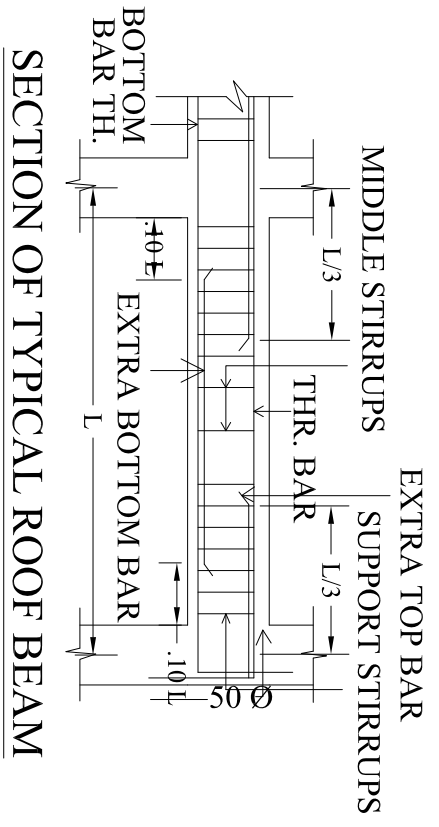 EXTRA TOP BAR
SUPPORT STIRRUPS
MIDDLE STIRRUPS
L/3
L/3
THR. BAR
50 Ø
BOTTOM
BAR TH.
.10 L
EXTRA BOTTOM BAR
.10 L
L
SECTION OF TYPICAL ROOF BEAM